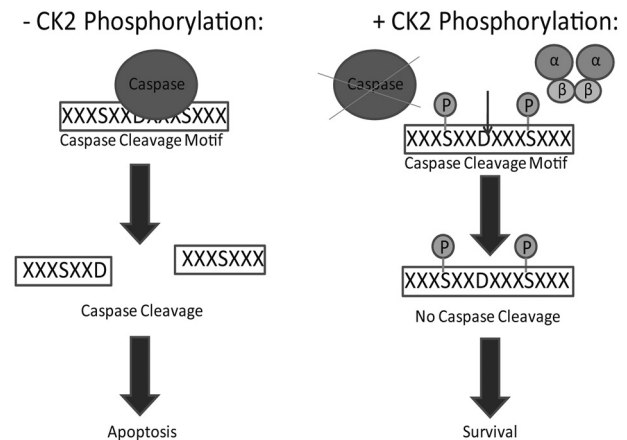 - CK2 Phosphorylation:
Caspase
XXXSXXDXXXSXXX
Caspase Cleavage Motif
XXXSXXD
XXXSXXX
Caspase Cleavage
Apoptosis
+ CK2 Phosphorylation:
Caspase
α α
β β
P P
XXXSXXDXXXSXXX
Caspase Cleavage Motif
P P
XXXSXXDXXXSXXX
No Caspase Cleavage
Survival